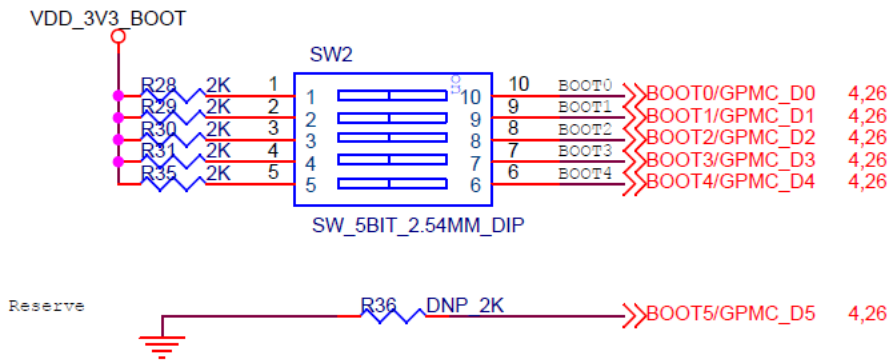 VDD_3V3_BOOT
SW2
on
R28 2K 1 1 10 10 BOOT0 BOOT0/GPMC_D0 4,26
R29 2K 2 2 9 9 BOOT1 BOOT1/GPMC_D1 4,26
R30 2K 3 3 8 8 BOOT2 BOOT2/GPMC_D2 4,26
R31 2K 4 4 7 7 BOOT3 BOOT3/GPMC_D3 4,26
R35 2K 5 5 6 6 BOOT4 BOOT4/GPMC_D4 4,26
SW_5BIT_2.54MM_DIP
Reserve R36 DNP_2K BOOT5/GPMC_D5 4,26